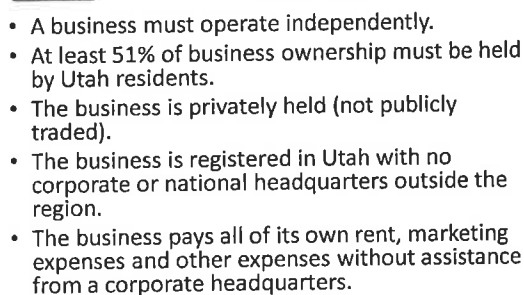 • A business must operate independently.
• At least 51% of business ownership must be held
by Utah residents.
• The business is privately held (not publicly
traded).
• The business is registered in Utah with no
corporate or national headquarters outside the
region.
• The business pays all of its own rent, marketing
expenses and other expenses without assistance
from a corporate headquarters.